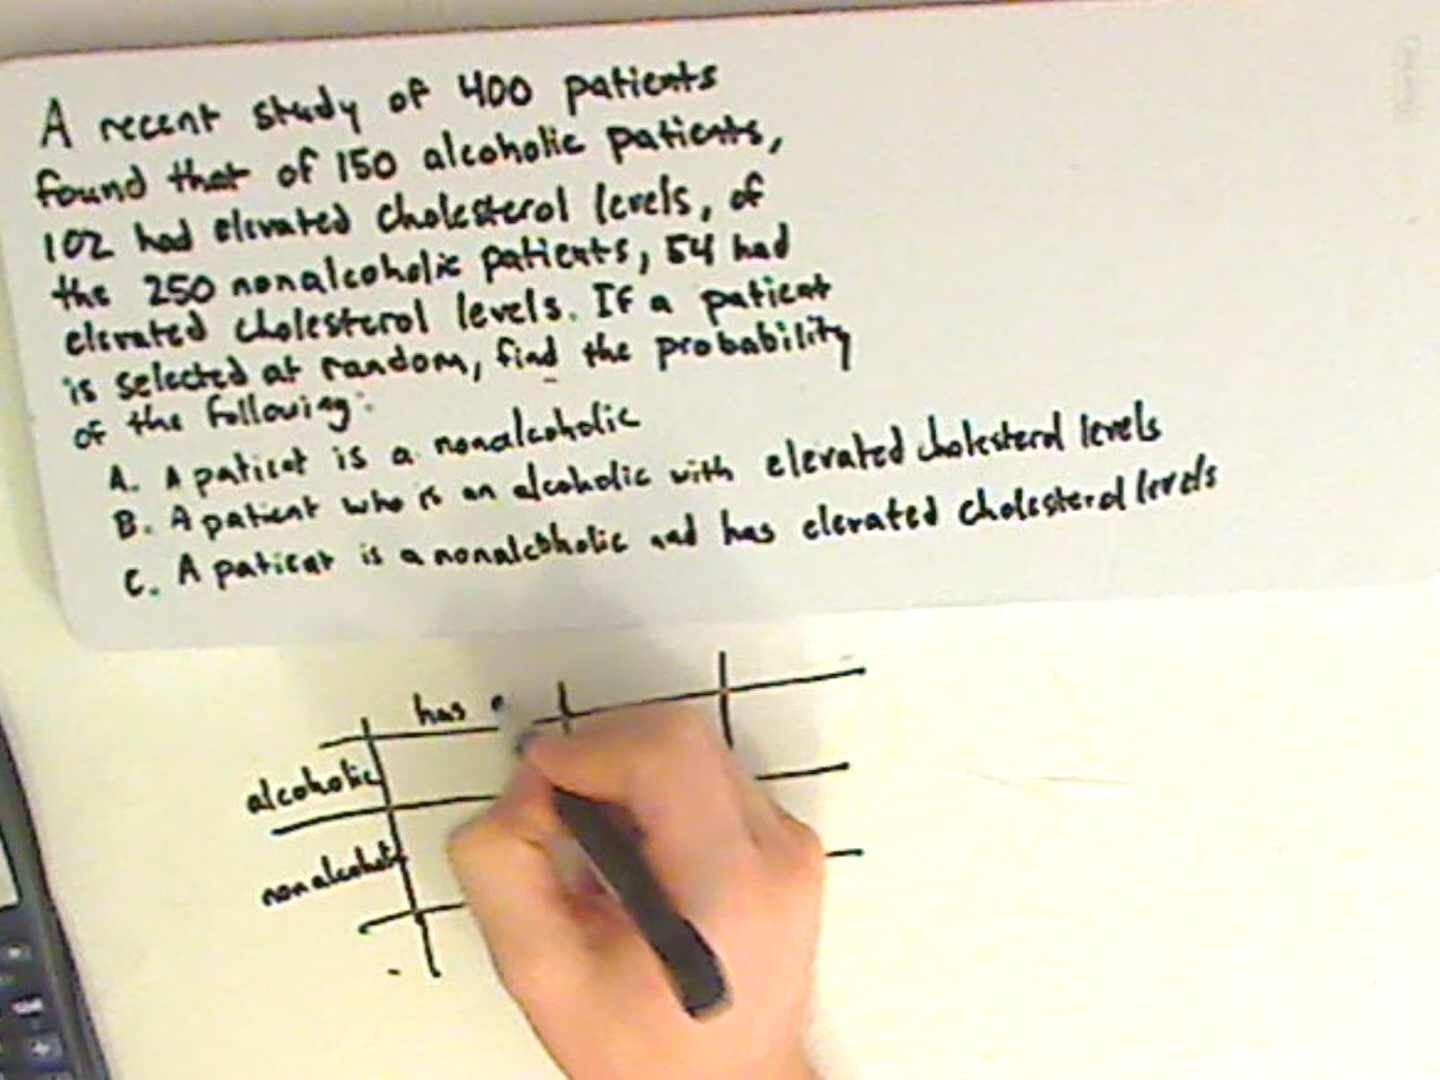 A recent study of 400 patients
found that of 150 alcoholic patients,
102 had elevated cholesterol levels, of
the 250 nonalcoholic patients, 54 had
elevated cholesterol levels. If a patient
is selected at random, find the probability
of the following:
A. A patient is a nonalcoholic
B. A patient who is an alcoholic with elevated cholesterol levels
C. A patient is a nonalcoholic and has elevated cholesterol levels
has
alcoholic
nonalcoholic